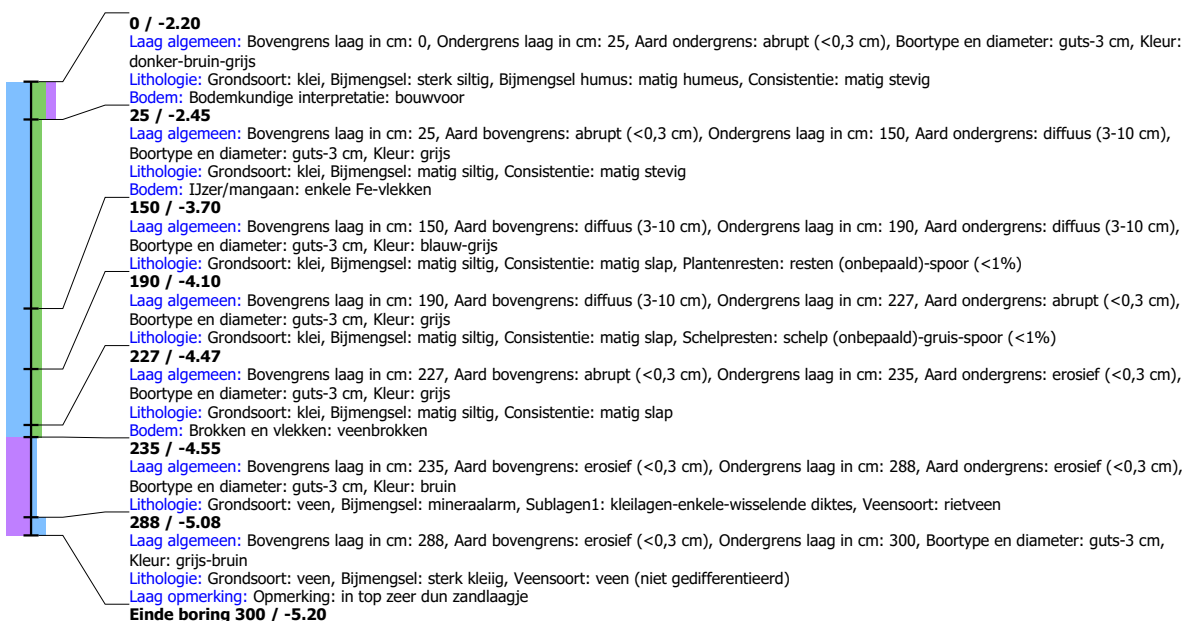 0 / -2.20
Laag algemeen: Bovengrens laag in cm: 0, Ondergrens laag in cm: 25, Aard ondergrens: abrupt (<0,3 cm), Boortype en diameter: guts-3 cm, Kleur:
donker-bruin-grijs
Lithologie: Grondsoort: klei, Bijmengsel: sterk siltig, Bijmengsel humus: matig humeus, Consistentie: matig stevig
Bodem: Bodemkundige interpretatie: bouwvoor
25 / -2.45
Laag algemeen: Bovengrens laag in cm: 25, Aard bovengrens: abrupt (<0,3 cm), Ondergrens laag in cm: 150, Aard ondergrens: diffuus (3-10 cm),
Boortype en diameter: guts-3 cm, Kleur: grijs
Lithologie: Grondsoort: klei, Bijmengsel: matig siltig, Consistentie: matig stevig
Bodem: IJzer/mangaan: enkele Fe-vlekken
150 / -3.70
Laag algemeen: Bovengrens laag in cm: 150, Aard bovengrens: diffuus (3-10 cm), Ondergrens laag in cm: 190, Aard ondergrens: diffuus (3-10 cm),
Boortype en diameter: guts-3 cm, Kleur: blauw-grijs
Lithologie: Grondsoort: klei, Bijmengsel: matig siltig, Consistentie: matig slap, Plantenresten: resten (onbepaald)-spoor (<1%)
190 / -4.10
Laag algemeen: Bovengrens laag in cm: 190, Aard bovengrens: diffuus (3-10 cm), Ondergrens laag in cm: 227, Aard ondergrens: abrupt (<0,3 cm),
Boortype en diameter: guts-3 cm, Kleur: grijs
Lithologie: Grondsoort: klei, Bijmengsel: matig siltig, Consistentie: matig slap, Schelpresten: schelp (onbepaald)-gruis-spoor (<1%)
227 / -4.47
Laag algemeen: Bovengrens laag in cm: 227, Aard bovengrens: abrupt (<0,3 cm), Ondergrens laag in cm: 235, Aard ondergrens: erosief (<0,3 cm),
Boortype en diameter: guts-3 cm, Kleur: grijs
Lithologie: Grondsoort: klei, Bijmengsel: matig siltig, Consistentie: matig slap
Bodem: Brokken en vlekken: veenbrokken
235 / -4.55
Laag algemeen: Bovengrens laag in cm: 235, Aard bovengrens: erosief (<0,3 cm), Ondergrens laag in cm: 288, Aard ondergrens: erosief (<0,3 cm),
Boortype en diameter: guts-3 cm, Kleur: bruin
Lithologie: Grondsoort: veen, Bijmengsel: mineraalarm, Sublagen1: kleilagen-enkele-wisselende diktes, Veensoort: rietveen
288 / -5.08
Laag algemeen: Bovengrens laag in cm: 288, Aard bovengrens: erosief (<0,3 cm), Ondergrens laag in cm: 300, Boortype en diameter: guts-3 cm,
Kleur: grijs-bruin
Lithologie: Grondsoort: veen, Bijmengsel: sterk kleiig, Veensoort: veen (niet gedifferentieerd)
Laag opmerking: Opmerking: in top zeer dun zandlaagje
Einde boring 300 / -5.20